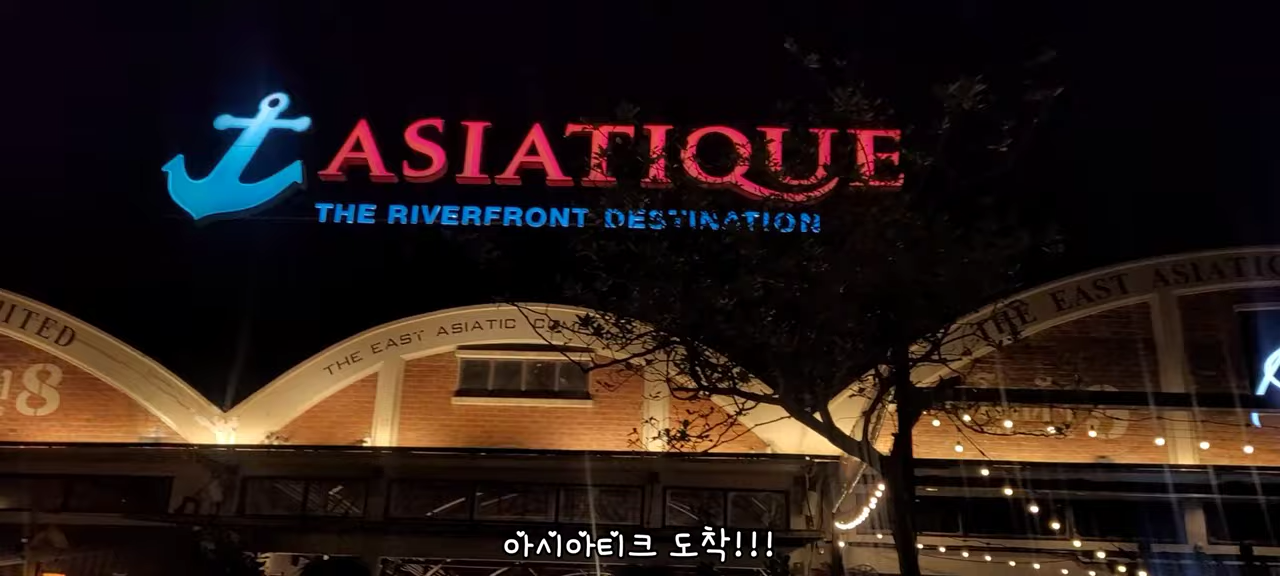 ASIATIQUE
THE RIVERFRONT DESTINATION
THE EAST ASIATIC
THE EAST ASIATIC
아시아티크 도착!!!